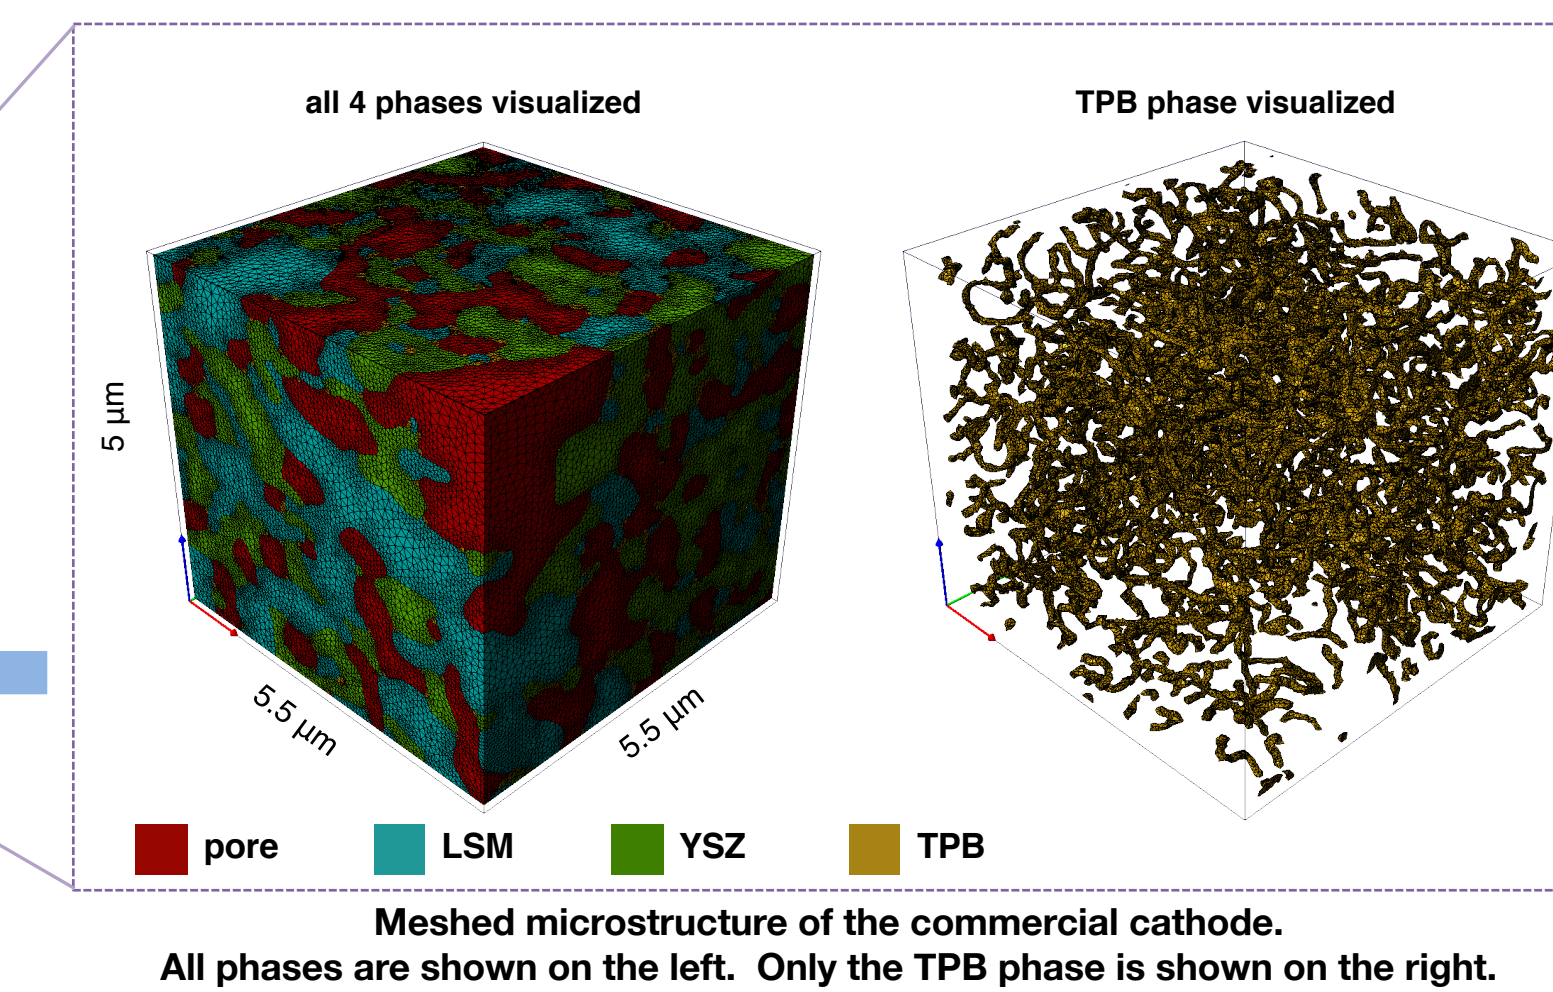 all 4 phases visualized
TPB phase visualized
5 µm
5.5 µm
5.5 µm
pore
LSM
YSZ
TPB
Meshed microstructure of the commercial cathode.
All phases are shown on the left.  Only the TPB phase is shown on the right.